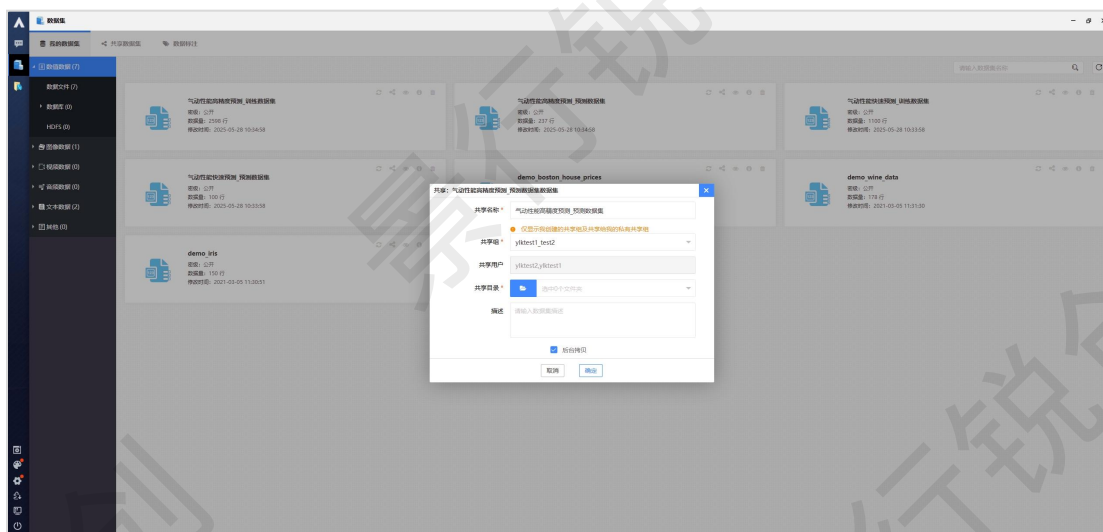 数据集
我的数据集
共享数据集
数据标注
数值数据 (7)
数据文件 (7)
数据库 (0)
HDFS (0)
图像数据 (1)
视频数据 (0)
音频数据 (0)
文本数据 (2)
其他 (0)
请输入数据集名称
气动性能高精度预测_训练数据集
密级：公开
数据量：2598 行
修改时间：2025-05-28 10:34:58
气动性能高精度预测_预测数据集
密级：公开
数据量：237 行
修改时间：2025-05-28 10:34:58
气动性能快速预测_训练数据集
密级：公开
数据量：1100 行
修改时间：2025-05-28 10:33:58
气动性能快速预测_预测数据集
密级：公开
数据量：100 行
修改时间：2025-05-28 10:33:58
demo_boston_house_prices
demo_wine_data
密级：公开
数据量：178 行
修改时间：2021-03-05 11:31:30
demo_iris
密级：公开
数据量：150 行
修改时间：2021-03-05 11:30:51
共享：气动性能高精度预测_预测数据集数据集
共享名称 *
气动性能高精度预测_预测数据集
仅显示我创建的共享组及共享给我的私有共享组
共享组 *
ylktest1_test2
共享用户
ylktest2,ylktest1
共享目录 *
选中0个文件夹
描述
请输入数据集描述
后台拷贝
取消
确定
景行锐创